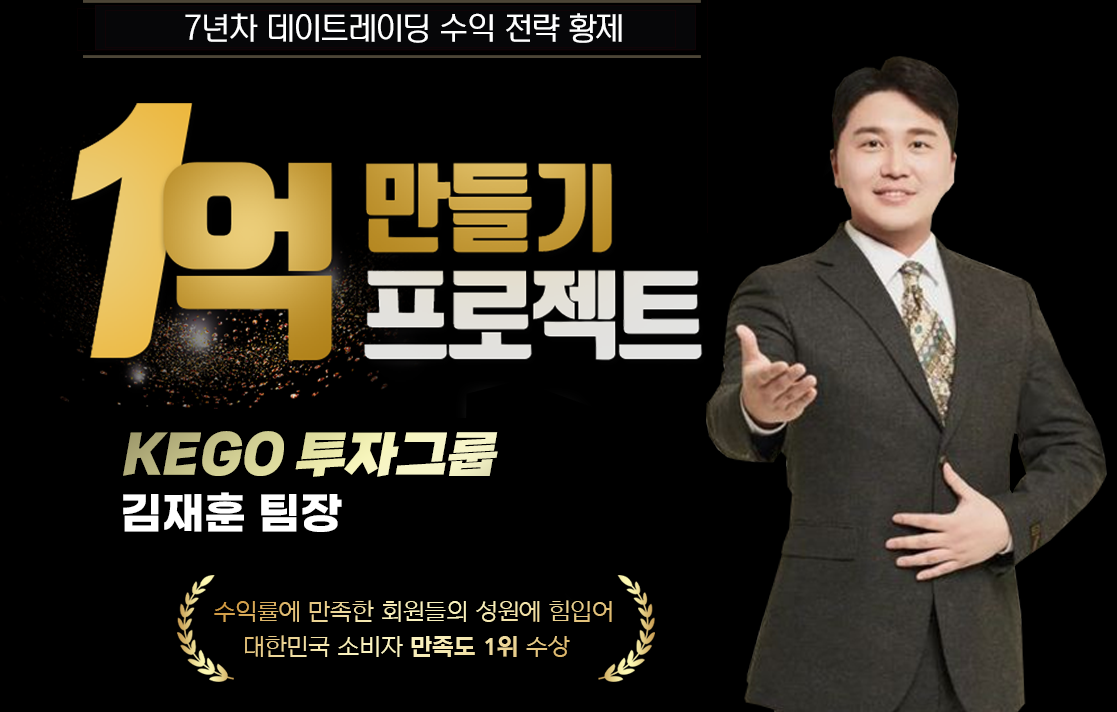 7년차 데이트레이딩 수익 전략 황제
1억 만들기
프로젝트
KEGO 투자그룹
김재훈 팀장
수익률에 만족한 회원들의 성원에 힘입어
대한민국 소비자 만족도 1위 수상